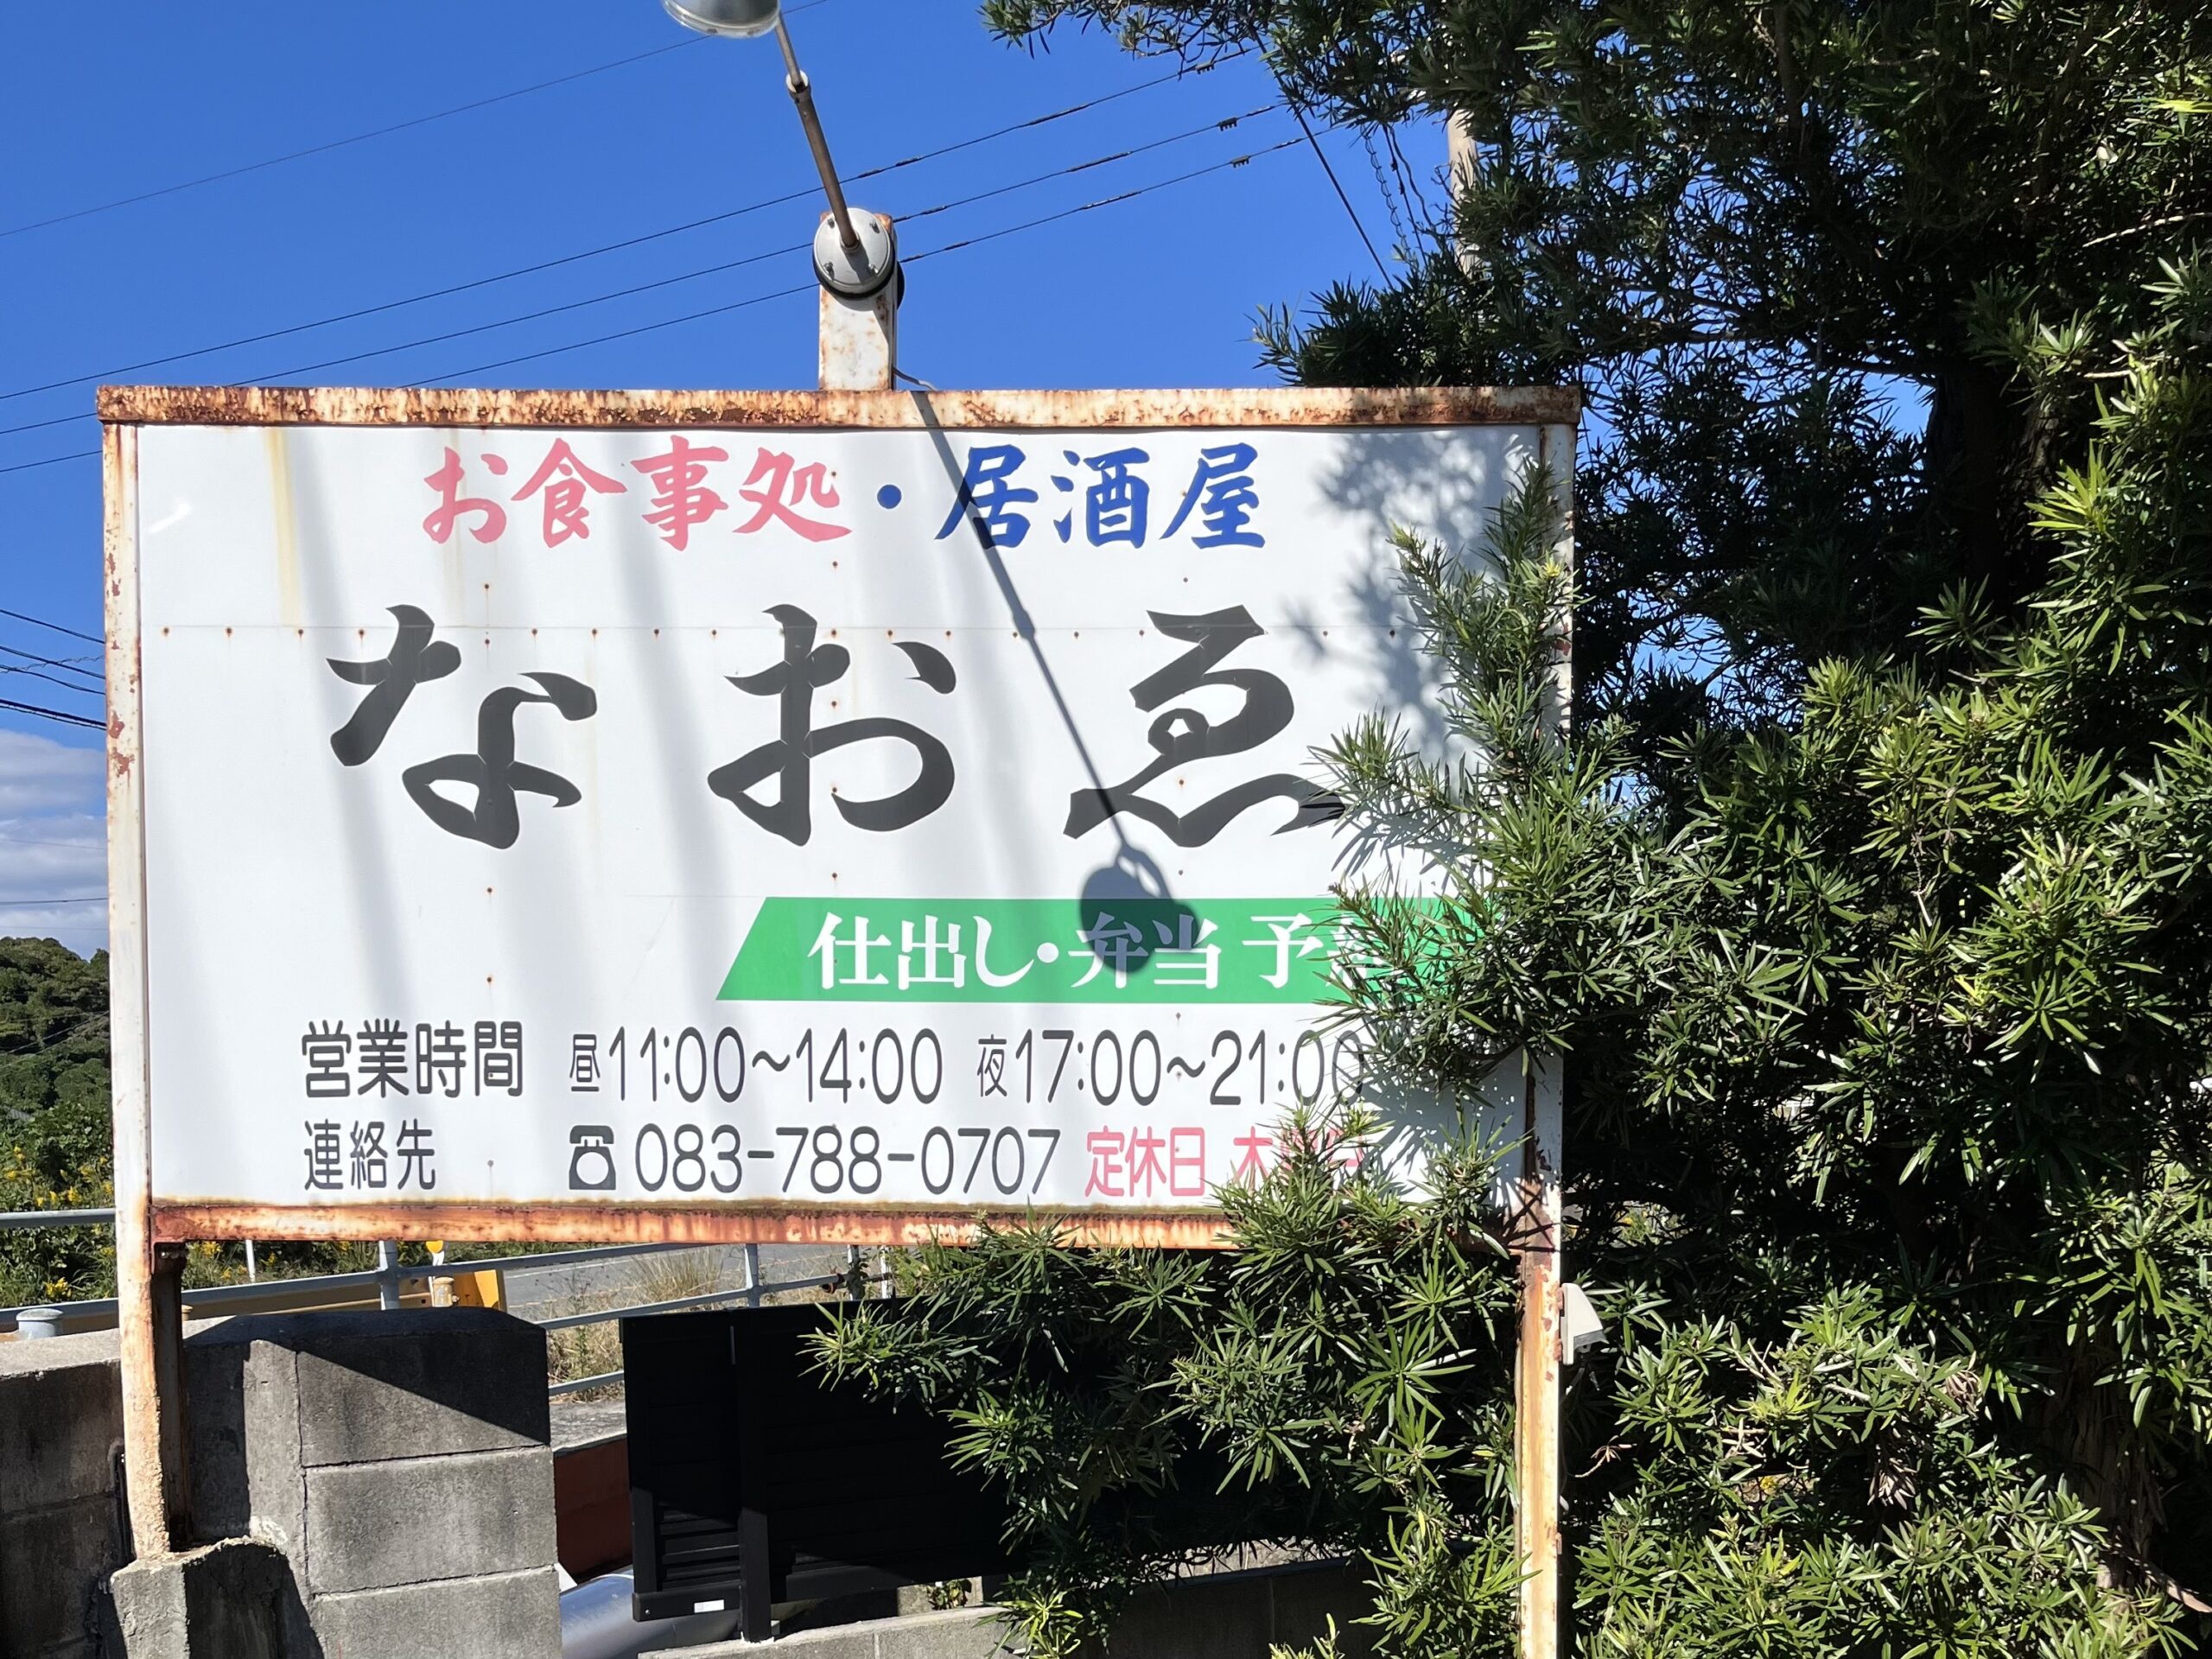 お食事処・居酒屋
なおゑ
仕出し・弁当 予
営業時間 昼11:00~14:00 夜17:00~21:00
連絡先 ☎083-788-0707 定休日 木